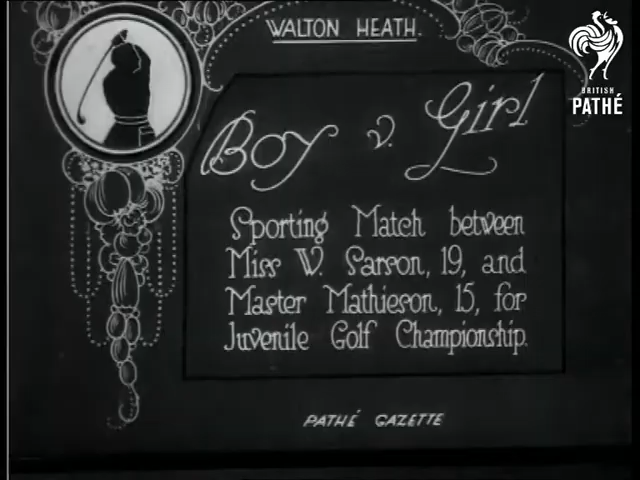 WALTON HEATH.
BRITISH
PATHÉ
Boy v. Girl
Sporting Match between
Miss W. Sarson, 19, and
Master Mathieson, 15, for
Juvenile Golf Championship.
PATHÉ GAZETTE